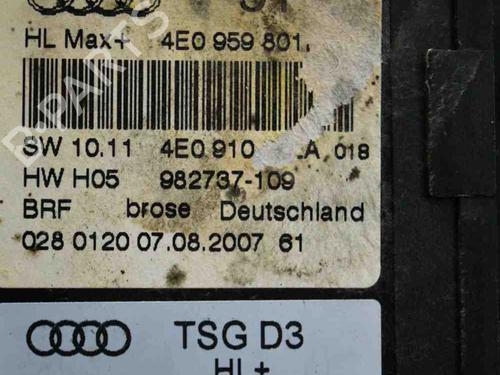 HL Max+ 4E0 959 801
SW 10.11 4E0 910 A 018
HW H05 982737-109
BRF brose Deutschland
028 0120 07.08.2007 61
TSG D3
HL+